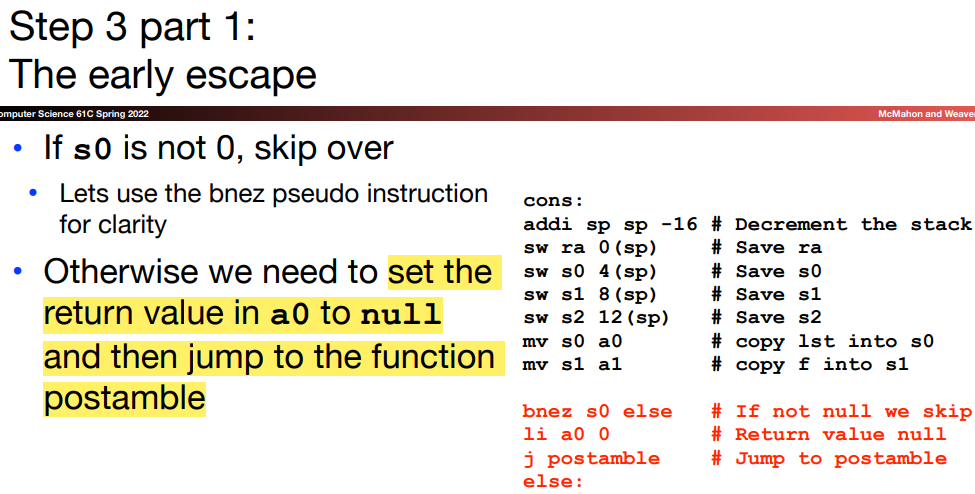 Step 3 part 1:
The early escape
omputer Science 61C Spring 2022
McMahon and Weave
• If s0 is not 0, skip over
• Lets use the bnez pseudo instruction
for clarity
• Otherwise we need to set the
return value in a0 to null
and then jump to the function
postamble
cons:
addi sp sp -16 # Decrement the stack
sw ra 0(sp) # Save ra
sw s0 4(sp) # Save s0
sw s1 8(sp) # Save s1
sw s2 12(sp) # Save s2
mv s0 a0 # copy lst into s0
mv s1 a1 # copy f into s1
bnez s0 else # If not null we skip
li a0 0 # Return value null
j postamble # Jump to postamble
else: